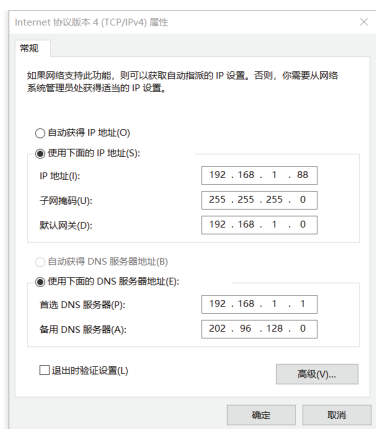 Internet 协议版本 4 (TCP/IPv4) 属性
常规
如果网络支持此功能，则可以获取自动指派的 IP 设置。否则，你需要从网络
系统管理员处获得适当的 IP 设置。
自动获得 IP 地址(O)
使用下面的 IP 地址(S):
IP 地址(I): 192 . 168 . 1 . 88
子网掩码(U): 255 . 255 . 255 . 0
默认网关(D): 192 . 168 . 1 . 0
自动获得 DNS 服务器地址(B)
使用下面的 DNS 服务器地址(E):
首选 DNS 服务器(P): 192 . 168 . 1 . 1
备用 DNS 服务器(A): 202 . 96 . 128 . 0
退出时验证设置(L)
高级(V)...
确定 取消